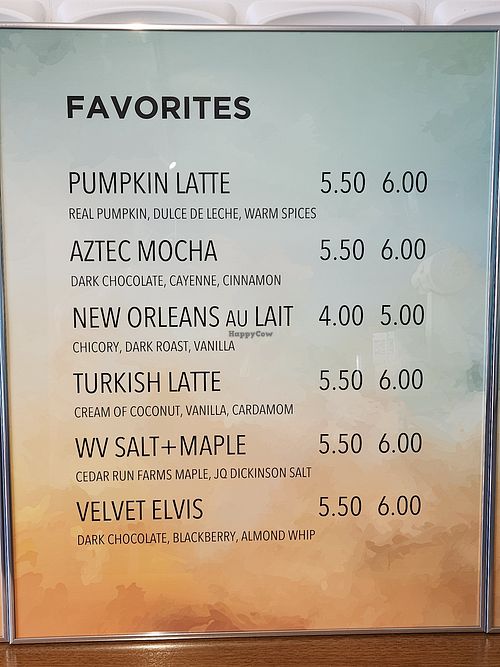 FAVORITES
PUMPKIN LATTE 5.50 6.00
REAL PUMPKIN, DULCE DE LECHE, WARM SPICES
AZTEC MOCHA 5.50 6.00
DARK CHOCOLATE, CAYENNE, CINNAMON
NEW ORLEANS AU LAIT 4.00 5.00
HappyCow
CHICORY, DARK ROAST, VANILLA
TURKISH LATTE 5.50 6.00
CREAM OF COCONUT, VANILLA, CARDAMOM
WV SALT+MAPLE 5.50 6.00
CEDAR RUN FARMS MAPLE, JQ DICKINSON SALT
VELVET ELVIS 5.50 6.00
DARK CHOCOLATE, BLACKBERRY, ALMOND WHIP